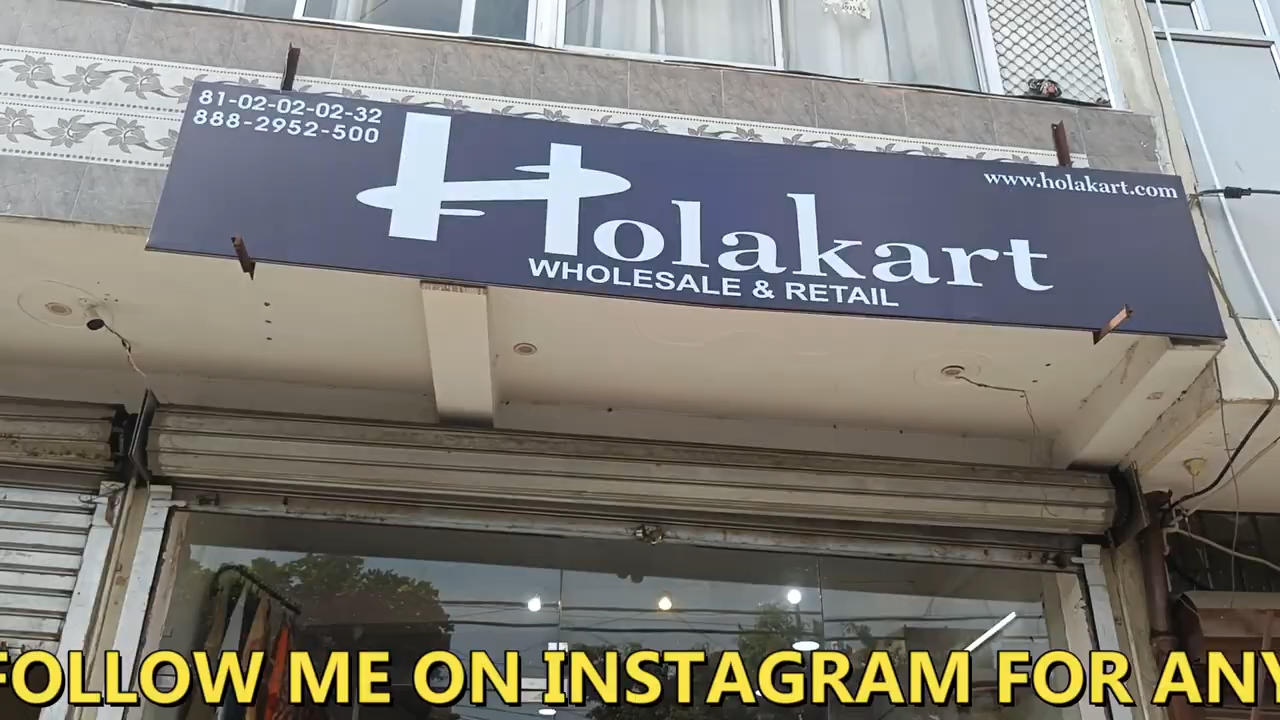 81-02-02-02-32
888-2952-500
www.holakart.com
Holakart
WHOLESALE & RETAIL
FOLLOW ME ON INSTAGRAM FOR ANY